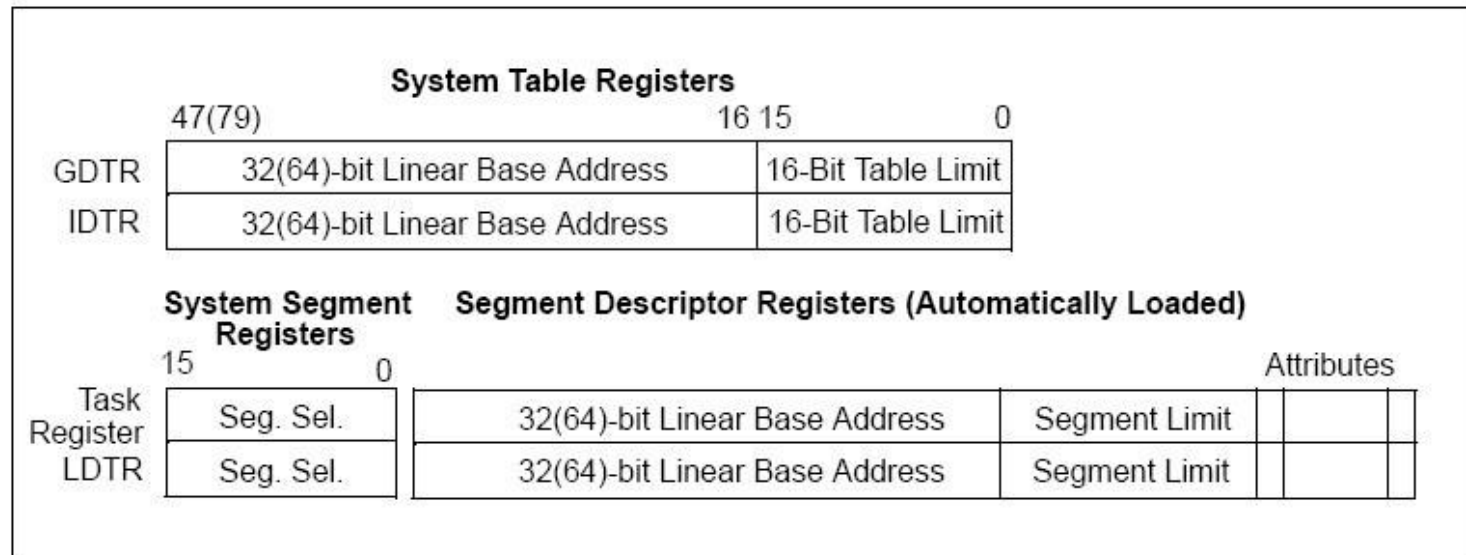 System Table Registers
47(79) 16 15 0
GDTR 32(64)-bit Linear Base Address 16-Bit Table Limit
IDTR 32(64)-bit Linear Base Address 16-Bit Table Limit
System Segment Registers Segment Descriptor Registers (Automatically Loaded)
15 0 Attributes
Task Register Seg. Sel. 32(64)-bit Linear Base Address Segment Limit
LDTR Seg. Sel. 32(64)-bit Linear Base Address Segment Limit